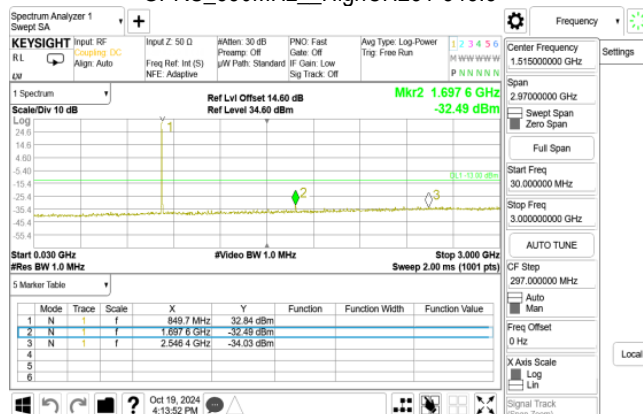 Spectrum Analyzer 1
Swept SA
Frequency
Settings
KEYSIGHT
RL
Input: RF
Coupling: DC
Align: Auto
Input Z: 50 Ω
Freq Ref: Int (S)
NFE: Adaptive
#Atten: 30 dB
Preamp: Off
µW Path: Standard
PNO: Fast
Gate: Off
IF Gain: Low
Sig Track: Off
Avg Type: Log-Power
Trig: Free Run
1 2 3 4 5 6
M W W W W W
P N N N N N
1 Spectrum
Scale/Div 10 dB
Log
Ref Lvl Offset 14.60 dB
Ref Level 34.60 dBm
Mkr2 1.697 6 GHz
-32.49 dBm
24.6
14.6
4.60
-5.40
-15.4
-25.4
-35.4
-45.4
-55.4
DL1 -13.00 dBm
1
2
3
Start 0.030 GHz
#Res BW 1.0 MHz
#Video BW 1.0 MHz
Stop 3.000 GHz
Sweep 2.00 ms (1001 pts)
5 Marker Table
Mode Trace Scale X Y Function Function Width Function Value
1 N 1 f 849.7 MHz 32.84 dBm
2 N 1 f 1.697 6 GHz -32.49 dBm
3 N 1 f 2.546 4 GHz -34.03 dBm
4
5
6
Oct 19, 2024
4:13:52 PM
Center Frequency
1.515000000 GHz
Span
2.97000000 GHz
Swept Span
Zero Span
Full Span
Start Freq
30.000000 MHz
Stop Freq
3.000000000 GHz
AUTO TUNE
CF Step
297.000000 MHz
Auto
Man
Freq Offset
0 Hz
X Axis Scale
Log
Lin
Signal Track
Local